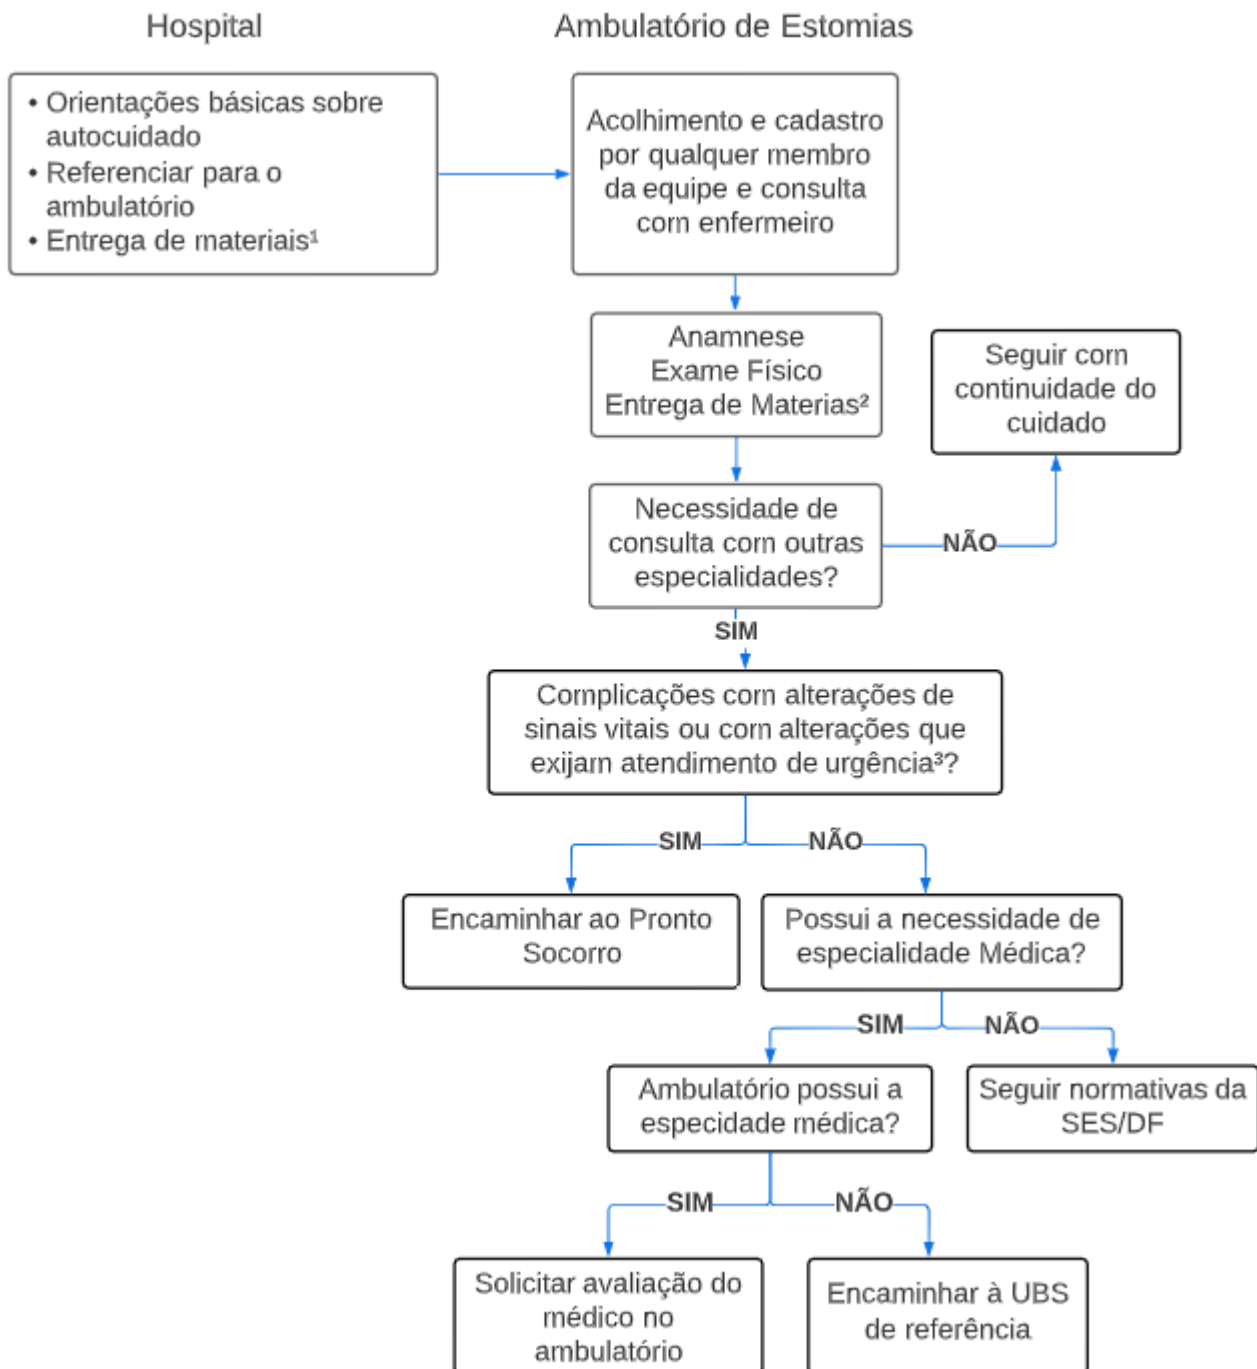 Hospital
Ambulatório de Estomias
• Orientações básicas sobre
autocuidado
• Referenciar para o
ambulatório
• Entrega de materiais¹
Acolhimento e cadastro
por qualquer membro
da equipe e consulta
com enfermeiro
Anamnese
Exame Físico
Entrega de Materias²
Seguir com
continuidade do
cuidado
Necessidade de
consulta com outras
especialidades?
NÃO
SIM
Complicações com alterações de
sinais vitais ou com alterações que
exijam atendimento de urgência³?
SIM
NÃO
Encaminhar ao Pronto
Socorro
Possui a necessidade de
especialidade Médica?
SIM
NÃO
Ambulatório possui a
especidade médica?
Seguir normativas da
SES/DF
SIM
NÃO
Solicitar avaliação do
médico no
ambulatório
Encaminhar à UBS
de referência